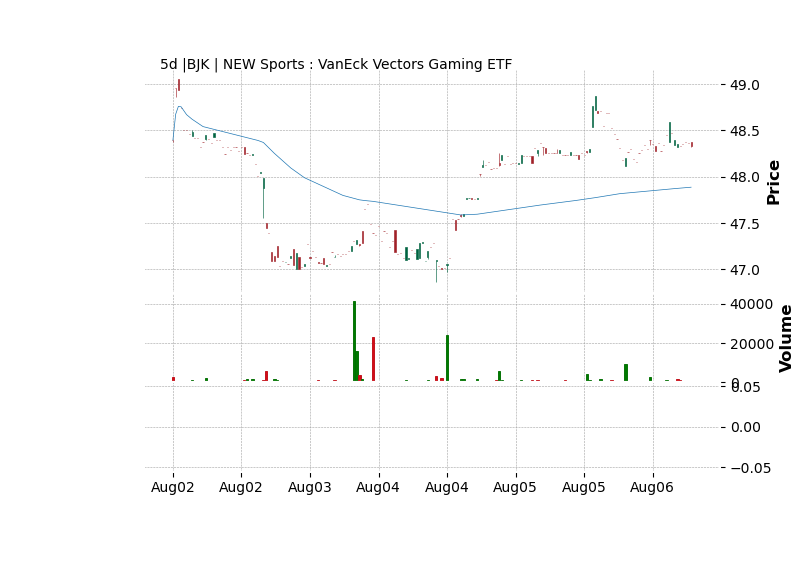 5d |BJK | NEW Sports : VanEck Vectors Gaming ETF
49.0
48.5
48.0
47.5
47.0
Price
40000
20000
0
Volume
0.05
0.00
−0.05
Aug02 Aug02 Aug03 Aug04 Aug04 Aug05 Aug05 Aug06